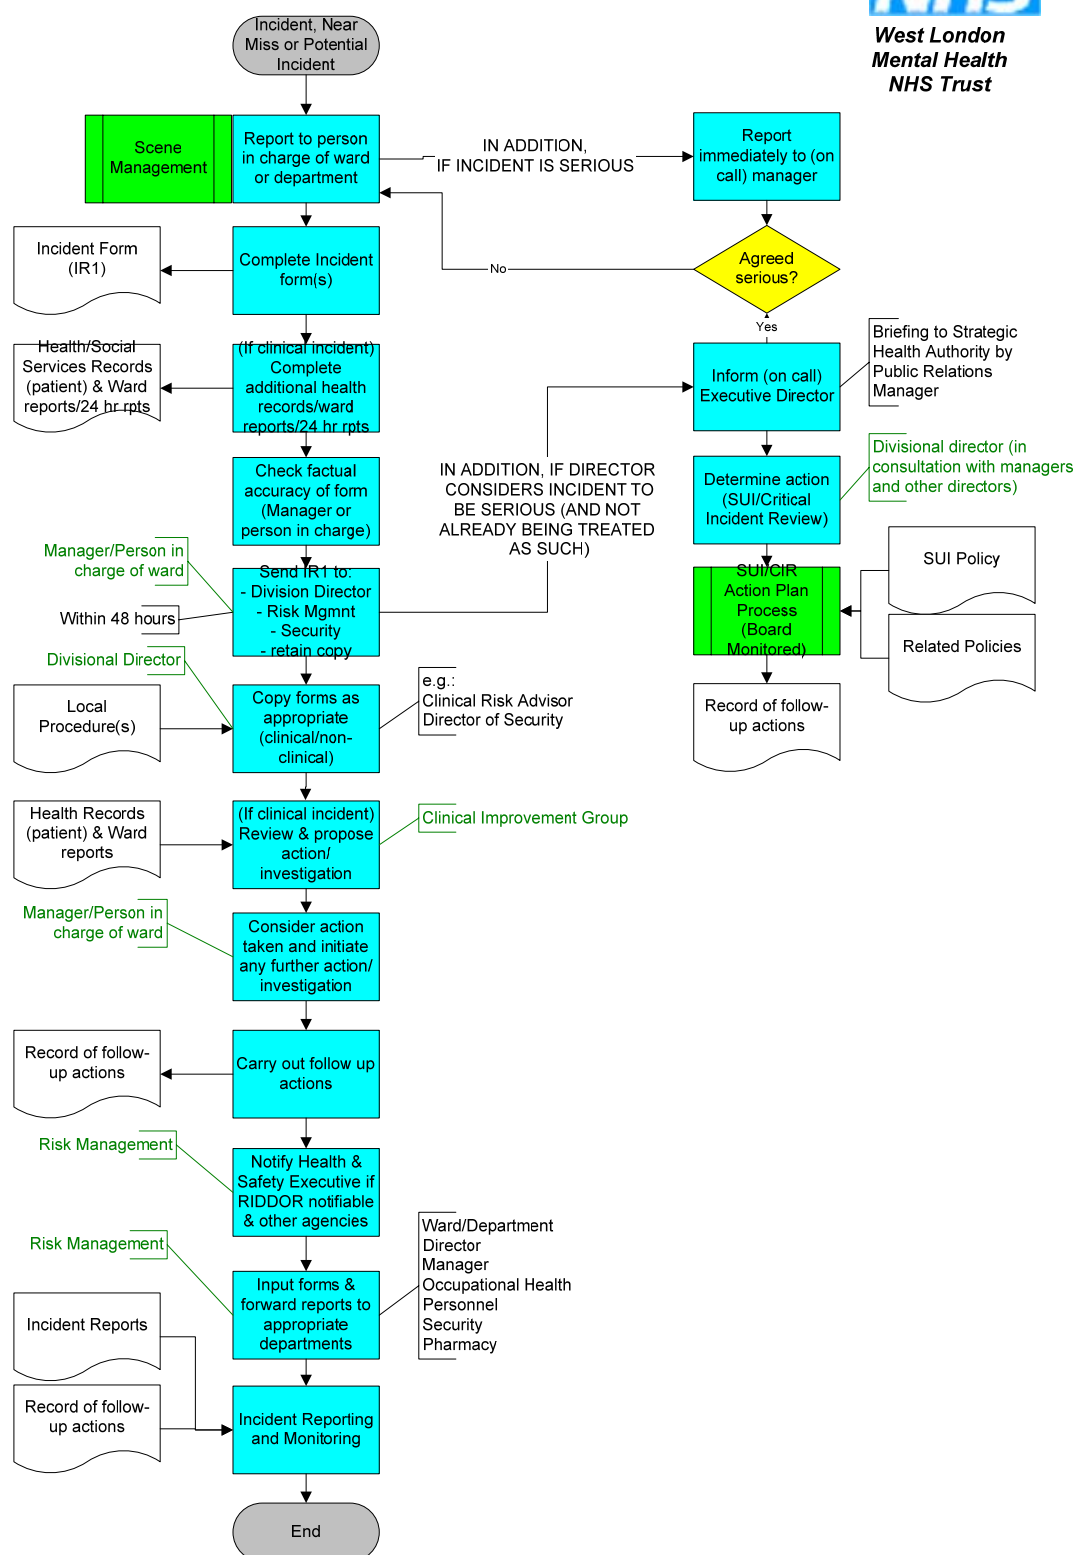 NHS
West London
Mental Health
NHS Trust
Incident, Near
Miss or Potential
Incident
Scene
Management
Report to person
in charge of ward
or department
IN ADDITION,
IF INCIDENT IS SERIOUS
Report
immediately to (on
call) manager
Incident Form
(IR1)
Complete Incident
form(s)
No
Agreed
serious?
Yes
Health/Social
Services Records
(patient) & Ward
reports/24 hr rpts
(If clinical incident)
Complete
additional health
records/ward
reports/24 hr rpts
Inform (on call)
Executive Director
Briefing to Strategic
Health Authority by
Public Relations
Manager
Check factual
accuracy of form
(Manager or
person in charge)
IN ADDITION, IF DIRECTOR
CONSIDERS INCIDENT TO
BE SERIOUS (AND NOT
ALREADY BEING TREATED
AS SUCH)
Determine action
(SUI/Critical
Incident Review)
Divisional director (in
consultation with managers
and other directors)
Manager/Person in
charge of ward
Within 48 hours
Send IR1 to:
- Division Director
- Risk Mgmnt
- Security
- retain copy
SUI/CIR
Action Plan
Process
(Board
Monitored)
SUI Policy
Related Policies
Divisional Director
Local
Procedure(s)
Copy forms as
appropriate
(clinical/non-
clinical)
e.g.:
Clinical Risk Advisor
Director of Security
Record of follow-
up actions
Health Records
(patient) & Ward
reports
(If clinical incident)
Review & propose
action/
investigation
Clinical Improvement Group
Manager/Person in
charge of ward
Consider action
taken and initiate
any further action/
investigation
Record of follow-
up actions
Carry out follow up
actions
Risk Management
Notify Health &
Safety Executive if
RIDDOR notifiable
& other agencies
Risk Management
Input forms &
forward reports to
appropriate
departments
Ward/Department
Director
Manager
Occupational Health
Personnel
Security
Pharmacy
Incident Reports
Record of follow-
up actions
Incident Reporting
and Monitoring
End